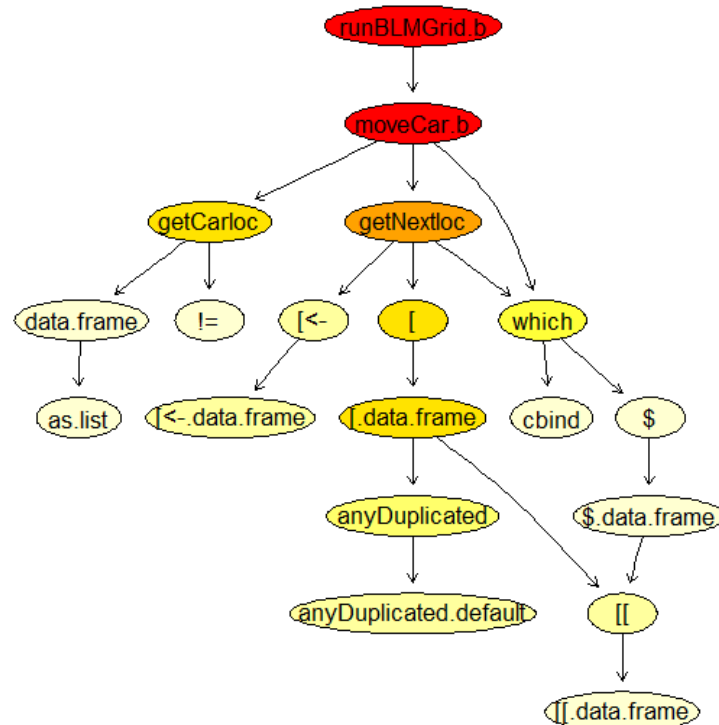 runBLMGrid.b
moveCar.b
getCarloc
getNextloc
data.frame
!=
[<-
[
which
as.list
[<-.data.frame
[.data.frame
cbind
$
anyDuplicated
$.data.frame
anyDuplicated.default
[[
[[.data.frame